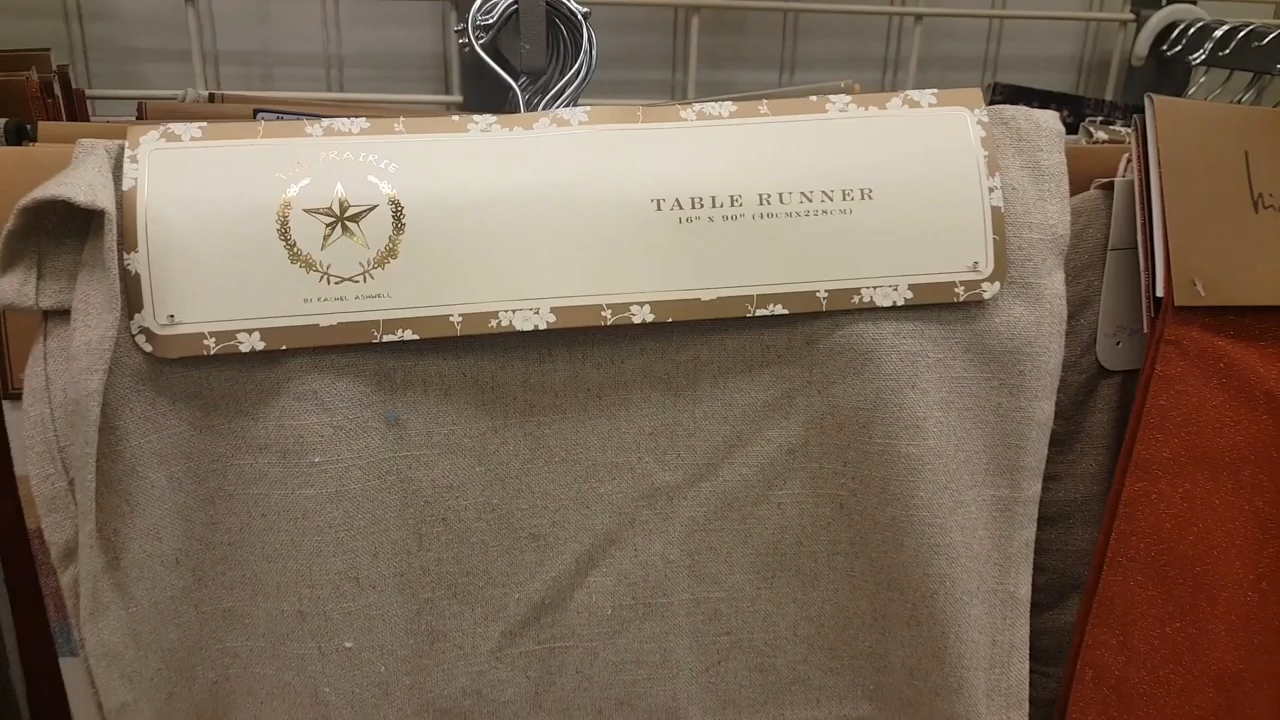 PRAIRIE
BY RACHEL ASHWELL
TABLE RUNNER
16" X 90" (40CMX228CM)